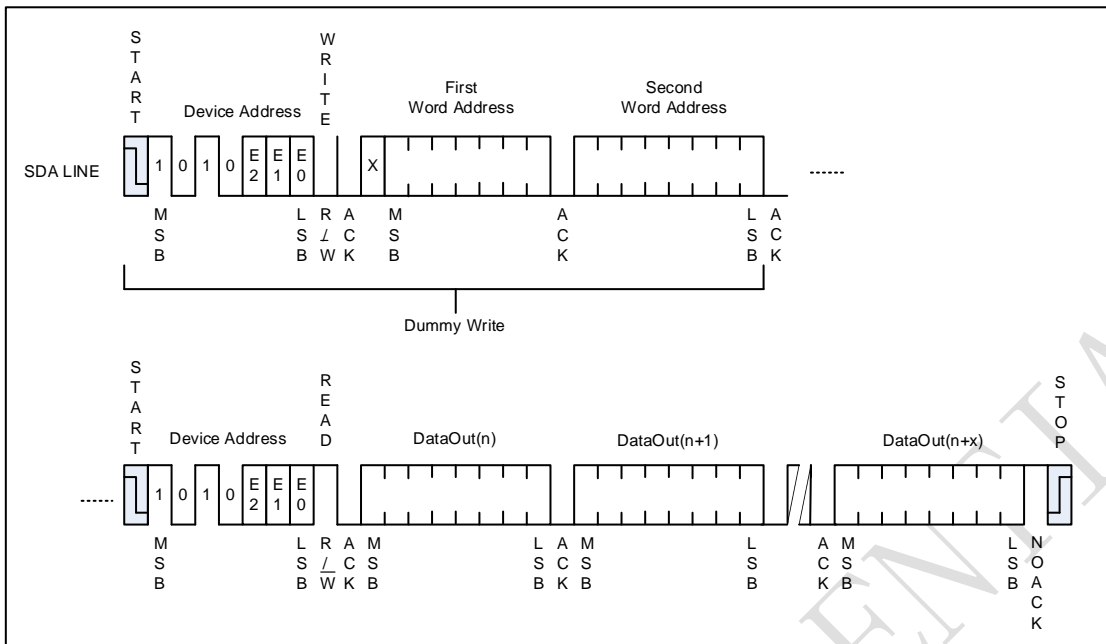 START
WRITE
Device Address
First
Word Address
Second
Word Address
SDA LINE
1 0 1 0 E2 E1 E0
X
......
MSB
LSB
R/W
ACK
MSB
ACK
LSB
ACK
Dummy Write
START
READ
STOP
Device Address
DataOut(n)
DataOut(n+1)
DataOut(n+x)
......
1 0 1 0 E2 E1 E0
MSB
LSB
R/W
ACK
MSB
LSB
ACK
MSB
LSB
ACK
MSB
LSB
NOACK
ENTIA